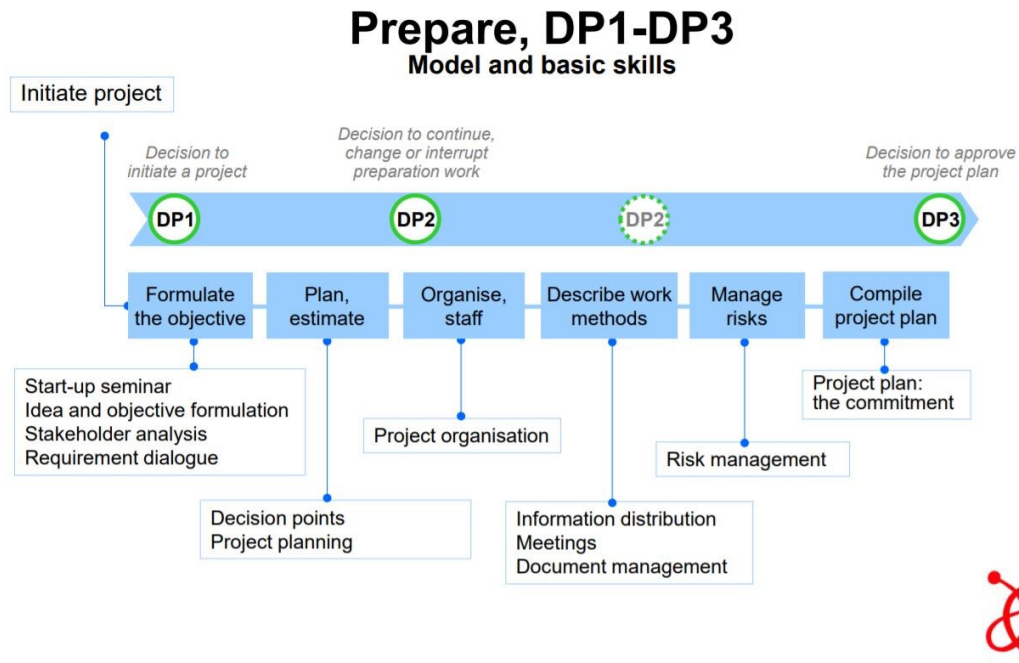 Prepare, DP1-DP3
Model and basic skills
Initiate project
Decision to
initiate a project
Decision to continue,
change or interrupt
preparation work
Decision to approve
the project plan
DP1
DP2
DP2
DP3
Formulate
the objective
Plan,
estimate
Organise,
staff
Describe work
methods
Manage
risks
Compile
project plan
Start-up seminar
Idea and objective formulation
Stakeholder analysis
Requirement dialogue
Project plan:
the commitment
Project organisation
Risk management
Decision points
Project planning
Information distribution
Meetings
Document management